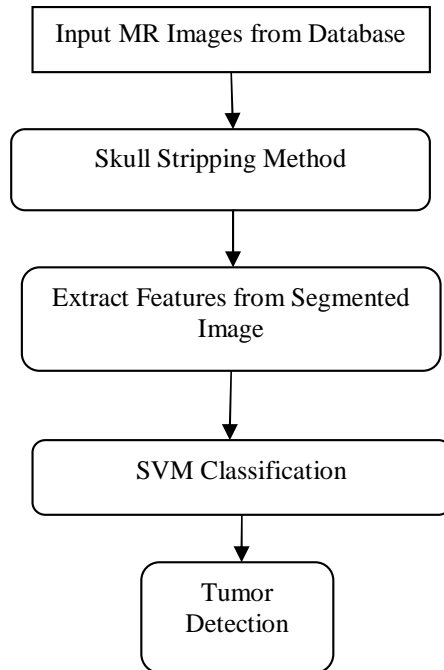 Input MR Images from Database
Skull Stripping Method
Extract Features from Segmented
Image
SVM Classification
Tumor
Detection